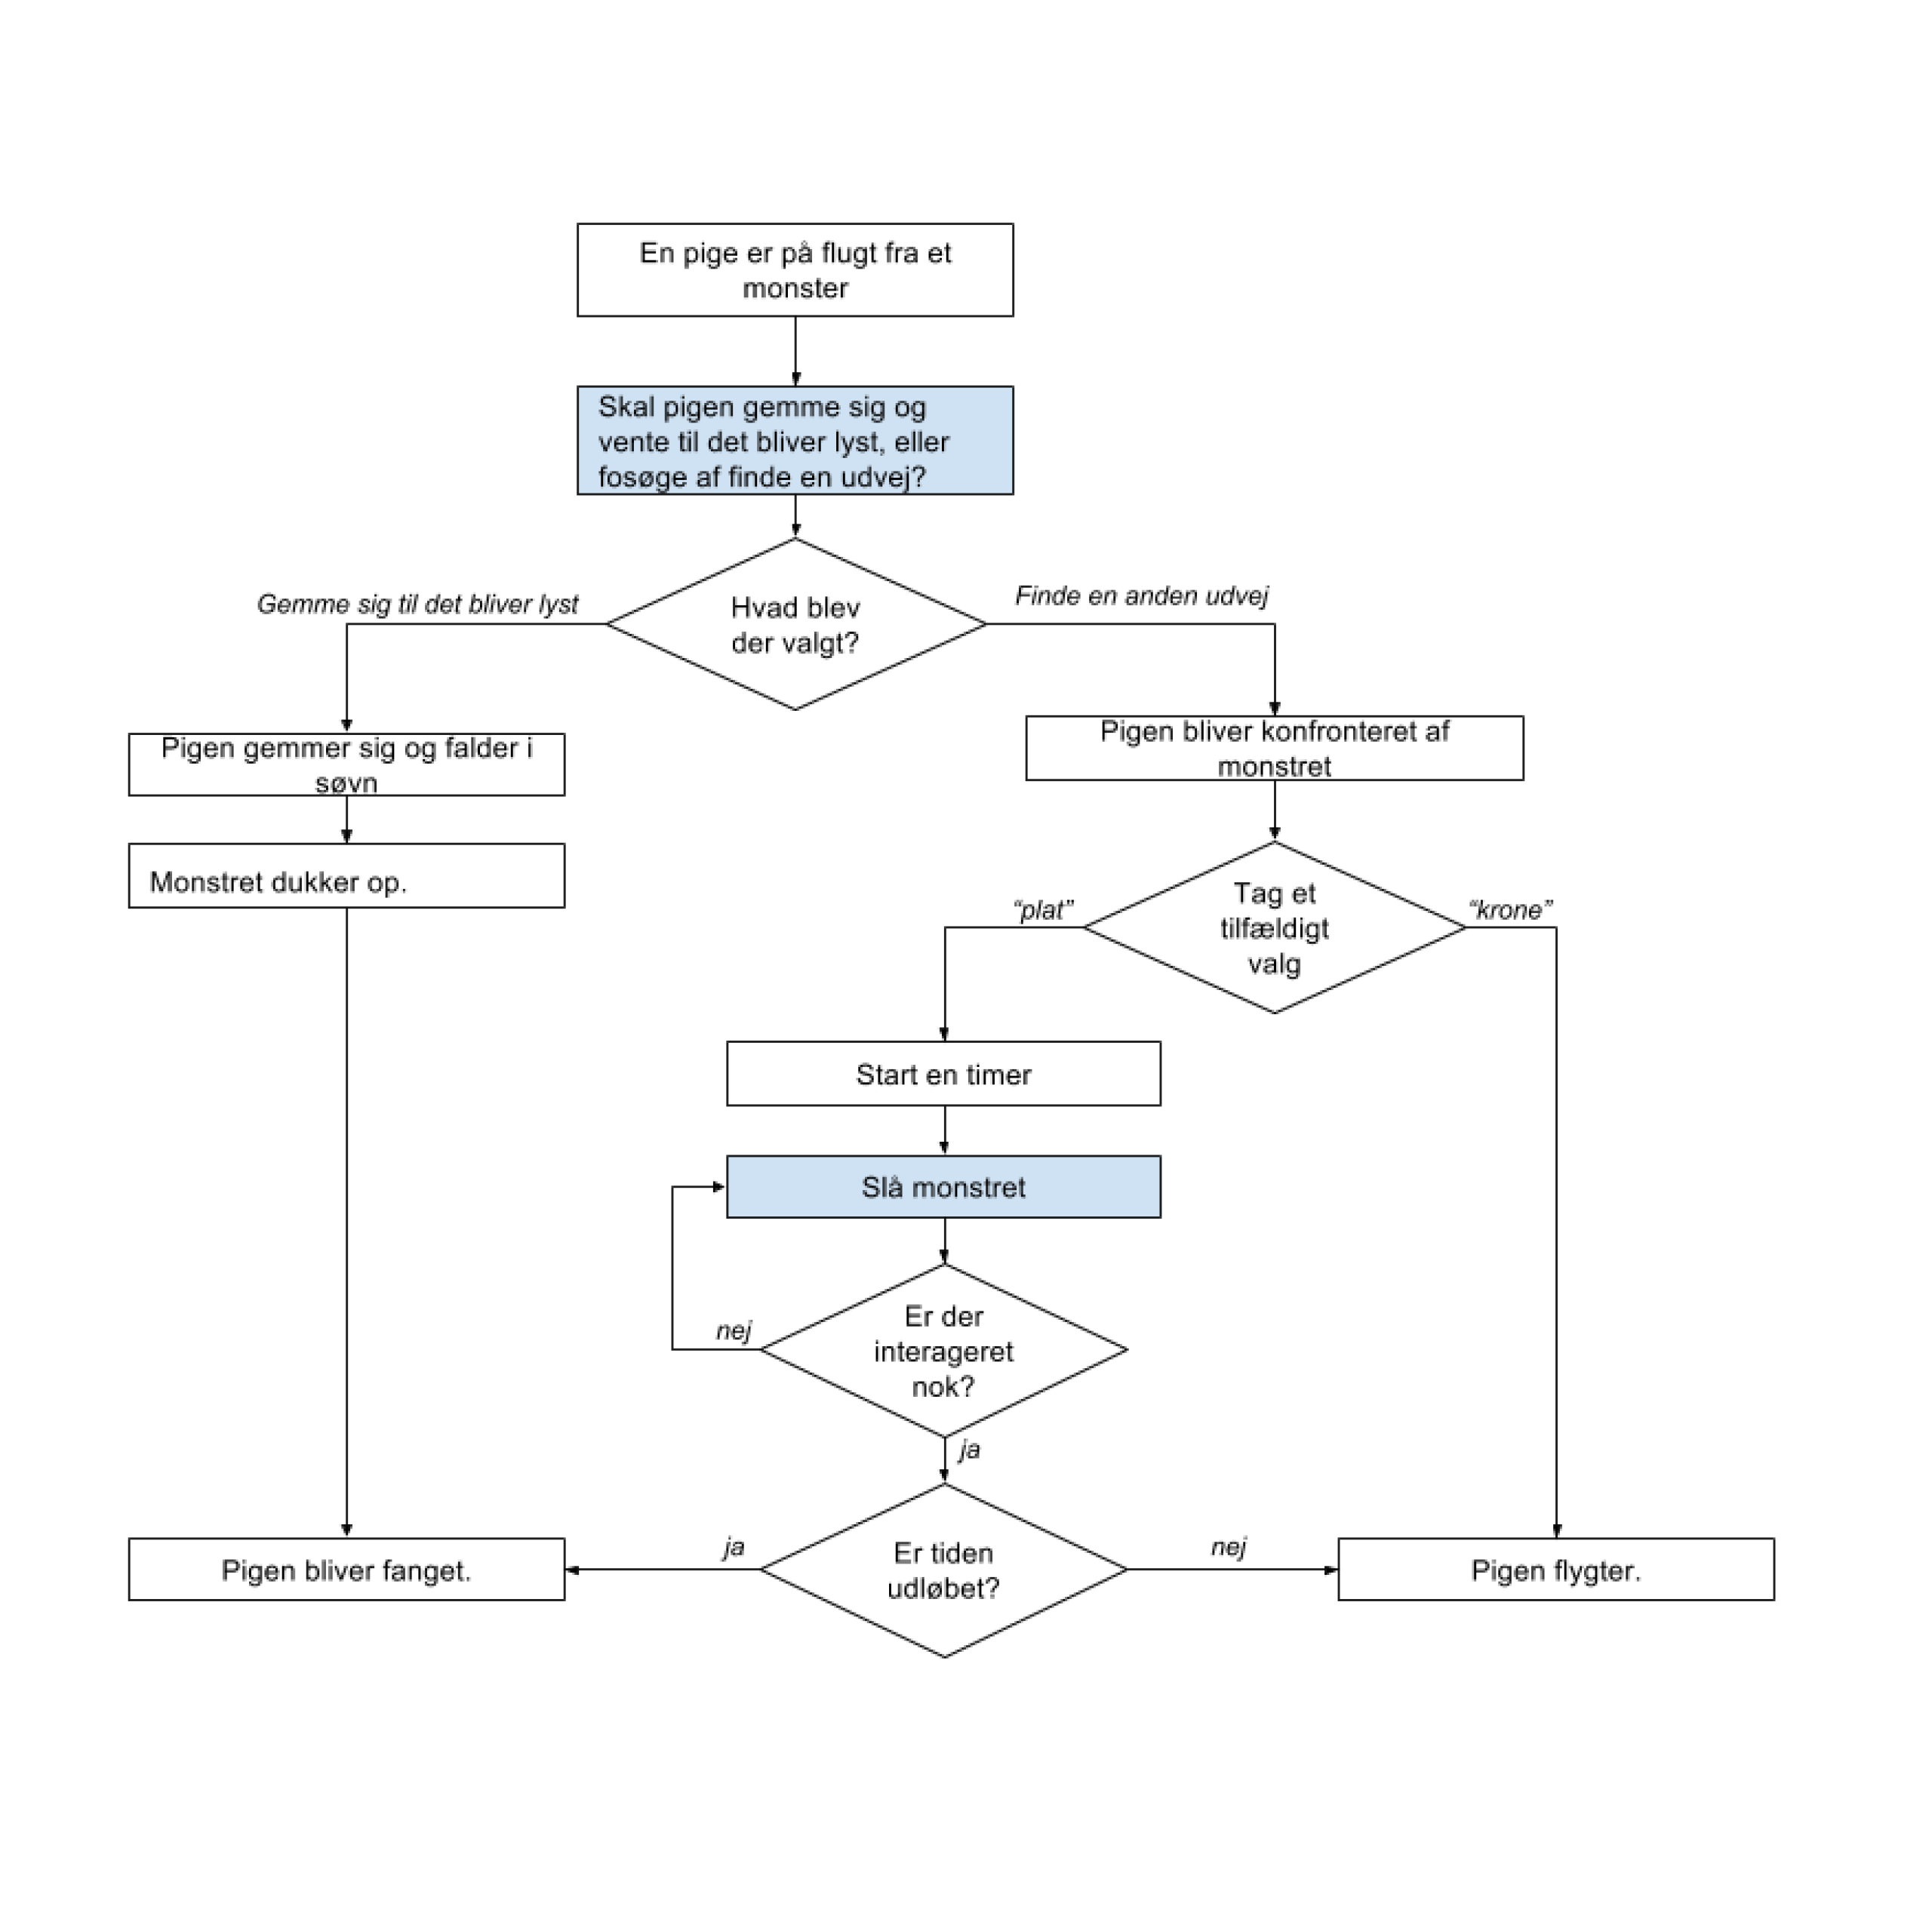 En pige er på flugt fra et
monster
Skal pigen gemme sig og
vente til det bliver lyst, eller
fosøge af finde en udvej?
Gemme sig til det bliver lyst
Hvad blev
der valgt?
Finde en anden udvej
Pigen gemmer sig og falder i
søvn
Pigen bliver konfronteret af
monstret
Monstret dukker op.
“plat”
Tag et
tilfældigt
valg
“krone”
Start en timer
Slå monstret
Er der
interageret
nok?
nej
ja
Pigen bliver fanget.
ja
Er tiden
udløbet?
nej
Pigen flygter.